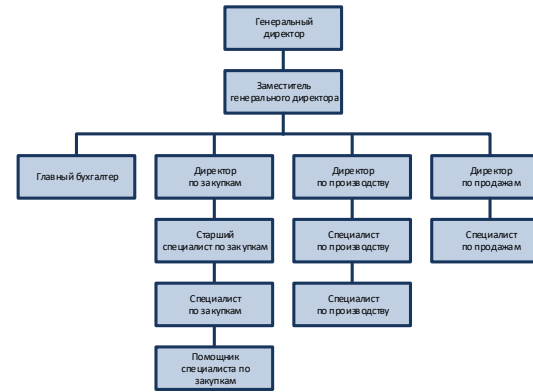 Генеральный
директор
Заместитель
генерального директора
Главный бухгалтер
Директор
по закупкам
Директор
по производству
Директор
по продажам
Старший
специалист по закупкам
Специалист
по производству
Специалист
по продажам
Специалист
по закупкам
Специалист
по производству
Помощник
специалиста по
закупкам